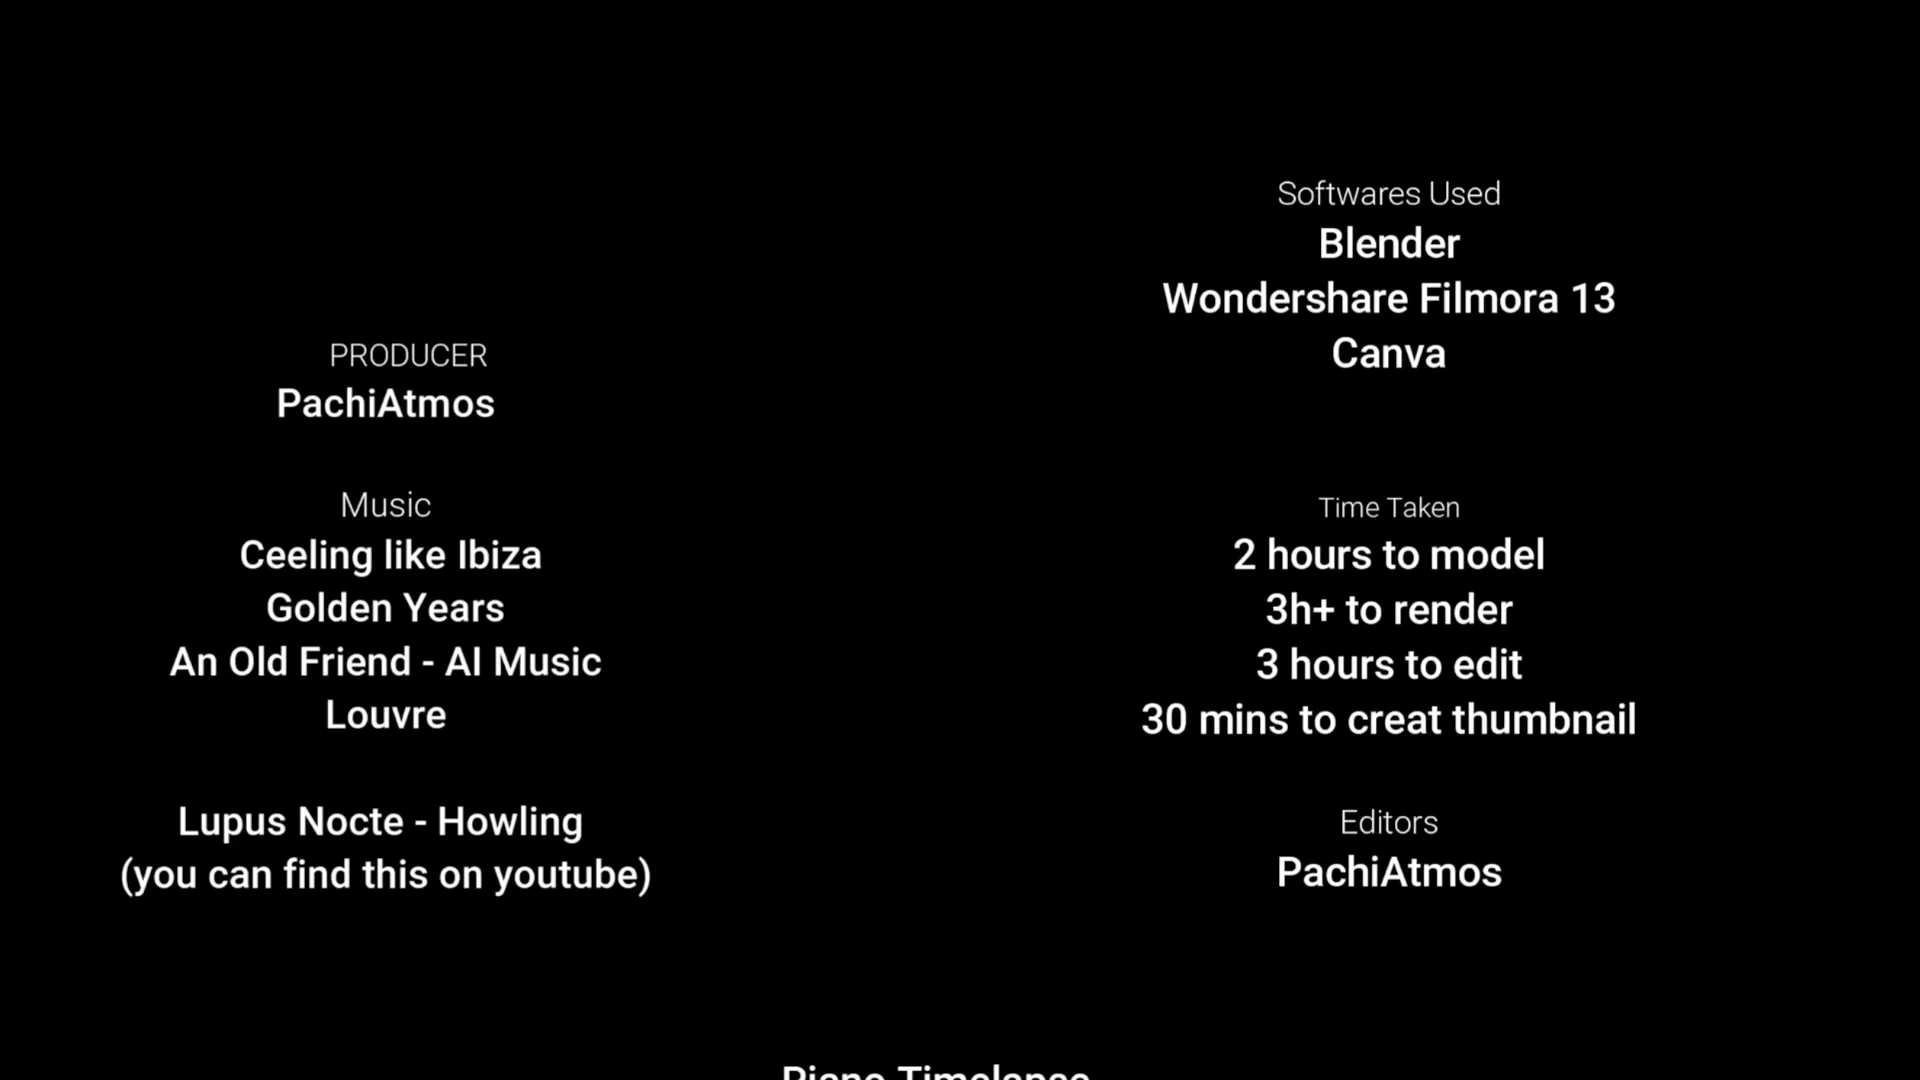 PRODUCER
PachiAtmos
Music
Ceeling like Ibiza
Golden Years
An Old Friend - AI Music
Louvre
Lupus Nocte - Howling
(you can find this on youtube)
Softwares Used
Blender
Wondershare Filmora 13
Canva
Time Taken
2 hours to model
3h+ to render
3 hours to edit
30 mins to creat thumbnail
Editors
PachiAtmos
Piano Timelapse